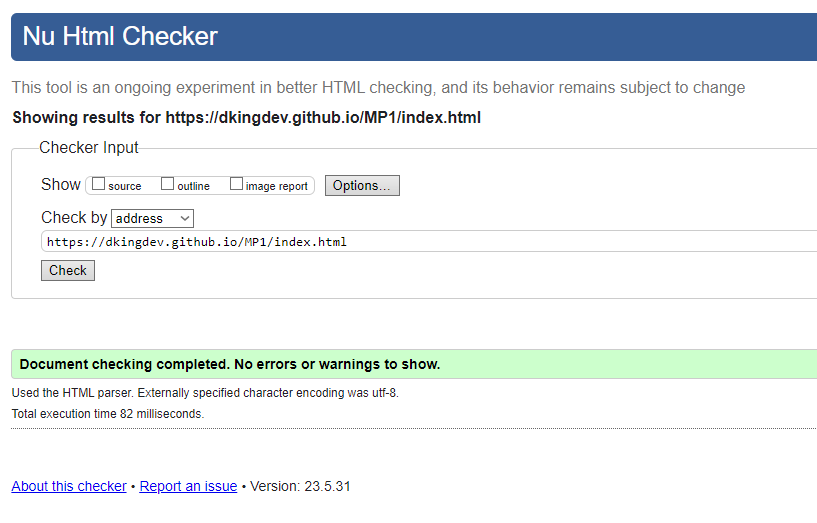 Nu Html Checker
This tool is an ongoing experiment in better HTML checking, and its behavior remains subject to change
Showing results for https://dkingdev.github.io/MP1/index.html
Checker Input
Show source outline image report Options...
Check by address
https://dkingdev.github.io/MP1/index.html
Check
Document checking completed. No errors or warnings to show.
Used the HTML parser. Externally specified character encoding was utf-8.
Total execution time 82 milliseconds.
About this checker • Report an issue • Version: 23.5.31